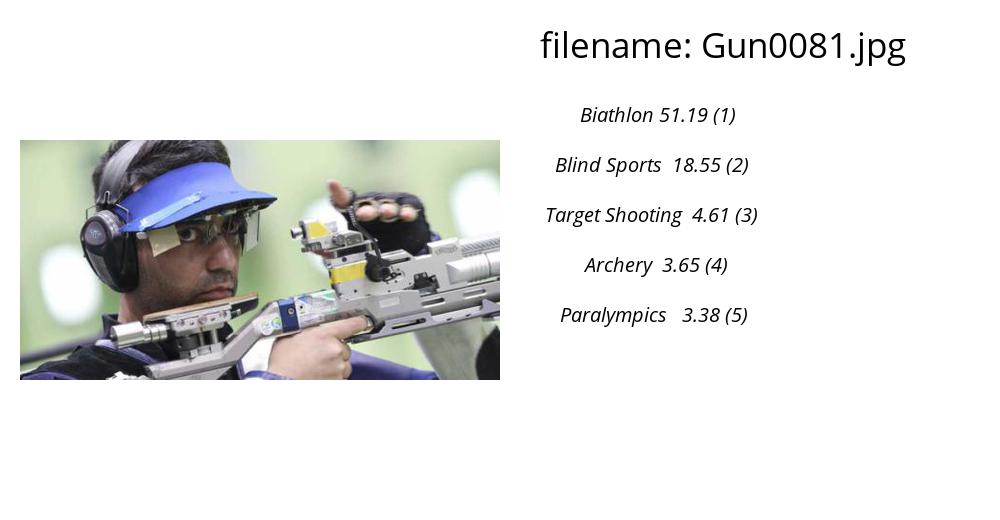 filename: Gun0081.jpg
Biathlon 51.19 (1)
Blind Sports 18.55 (2)
Target Shooting 4.61 (3)
Archery 3.65 (4)
Paralympics 3.38 (5)